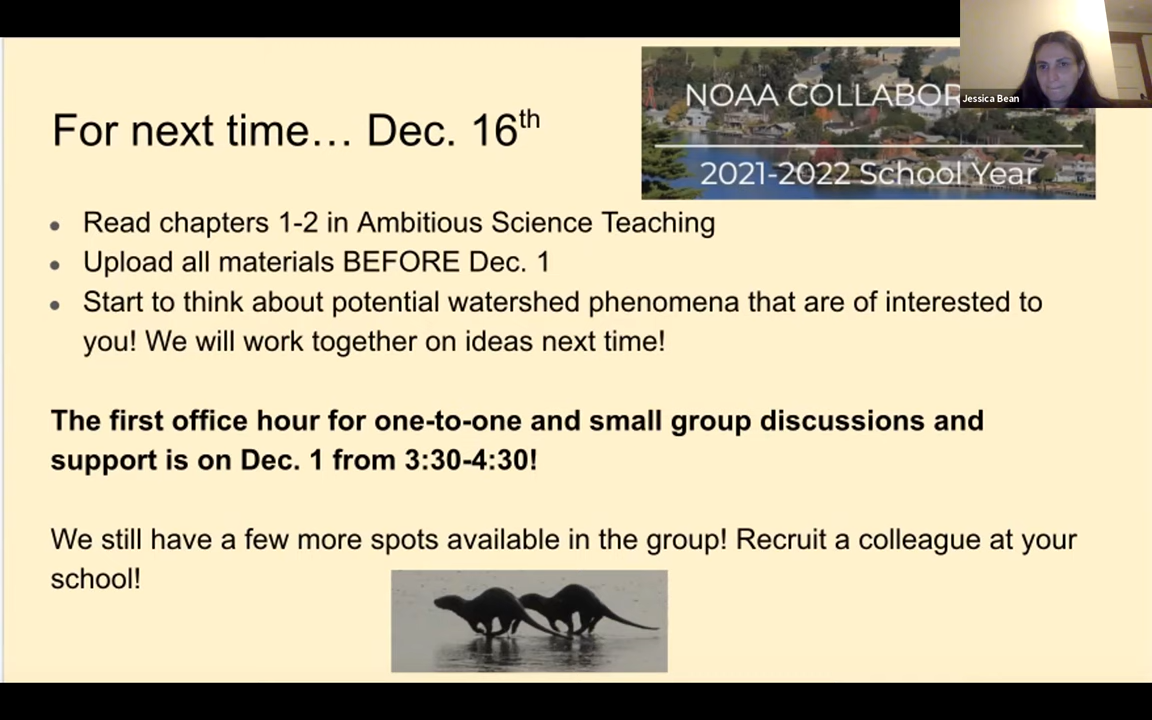 NOAA COLLABOR
Jessica Bean
For next time… Dec. 16th
2021-2022 School Year
Read chapters 1-2 in Ambitious Science Teaching
Upload all materials BEFORE Dec. 1
Start to think about potential watershed phenomena that are of interested to
you! We will work together on ideas next time!
The first office hour for one-to-one and small group discussions and
support is on Dec. 1 from 3:30-4:30!
We still have a few more spots available in the group! Recruit a colleague at your
school!